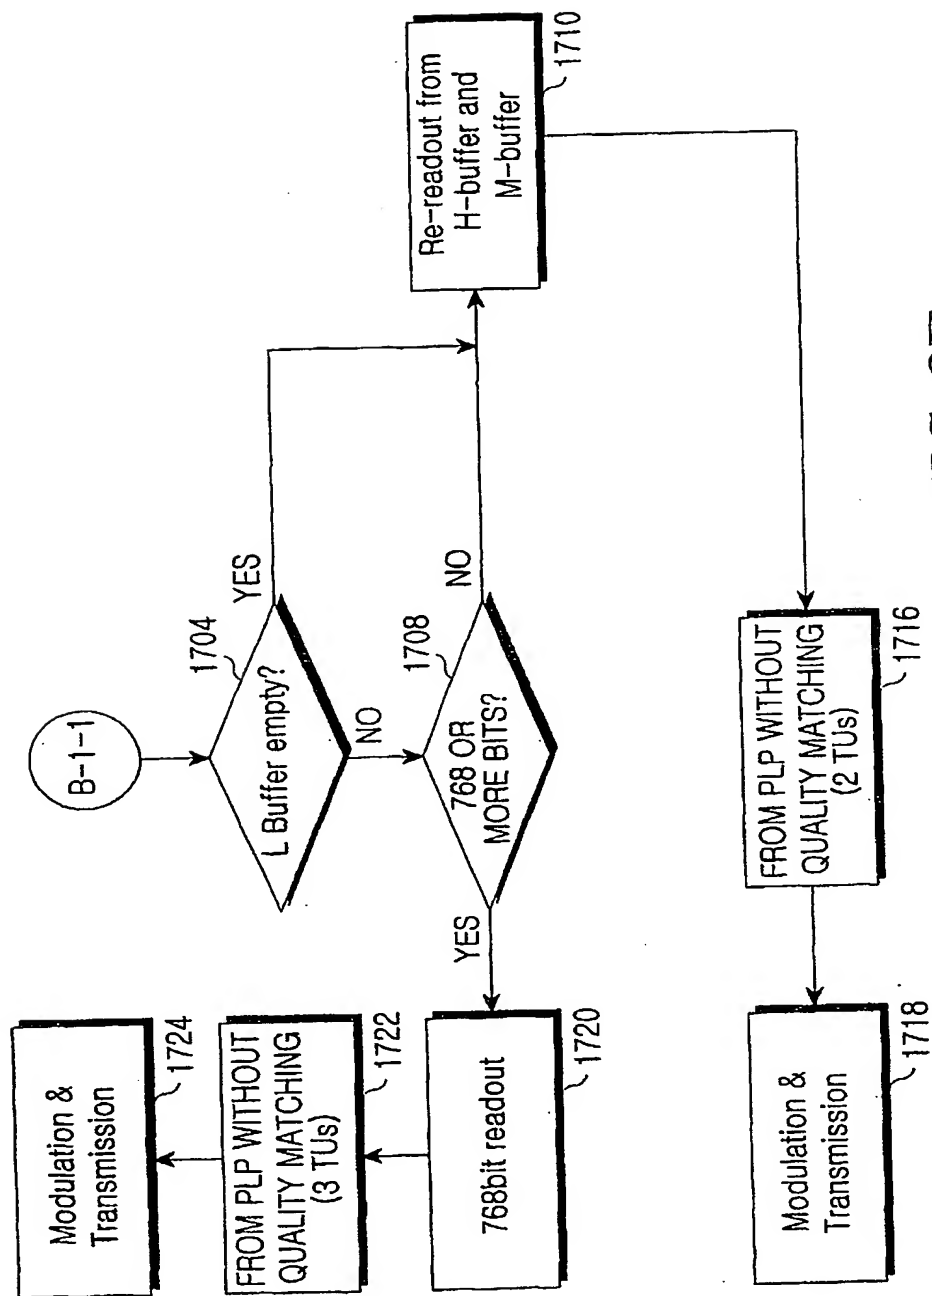 B-1-1
1704
L Buffer empty?
YES
NO
1708
768 OR
MORE BITS?
YES
NO
Re-readout from
H-buffer and
M-buffer
1710
768bit readout
1720
FROM PLP WITHOUT
QUALITY MATCHING
(3 TUs)
1722
Modulation &
Transmission
1724
FROM PLP WITHOUT
QUALITY MATCHING
(2 TUs)
1716
Modulation &
Transmission
1718